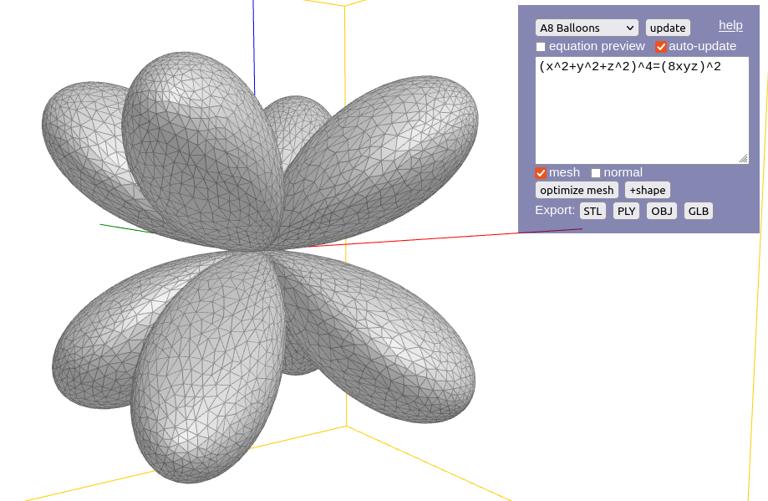 A8 Balloons update help
equation preview auto-update
(x^2+y^2+z^2)^4=(8xyz)^2
mesh normal
optimize mesh +shape
Export: STL PLY OBJ GLB